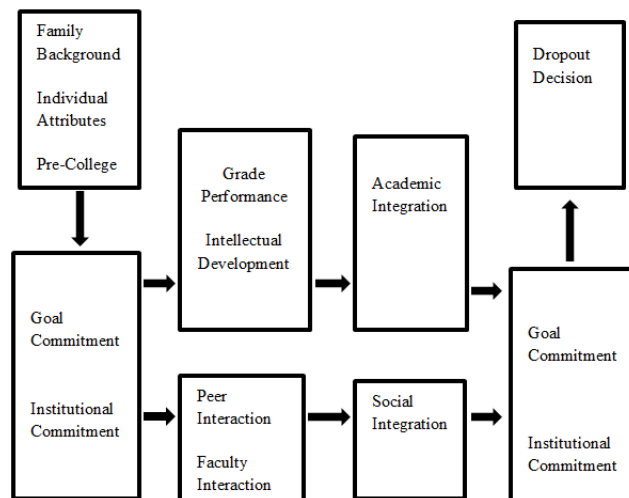 Family
Background
Individual
Attributes
Pre-College
Goal
Commitment
Institutional
Commitment
Grade
Performance
Intellectual
Development
Peer
Interaction
Faculty
Interaction
Academic
Integration
Social
Integration
Dropout
Decision
Goal
Commitment
Institutional
Commitment